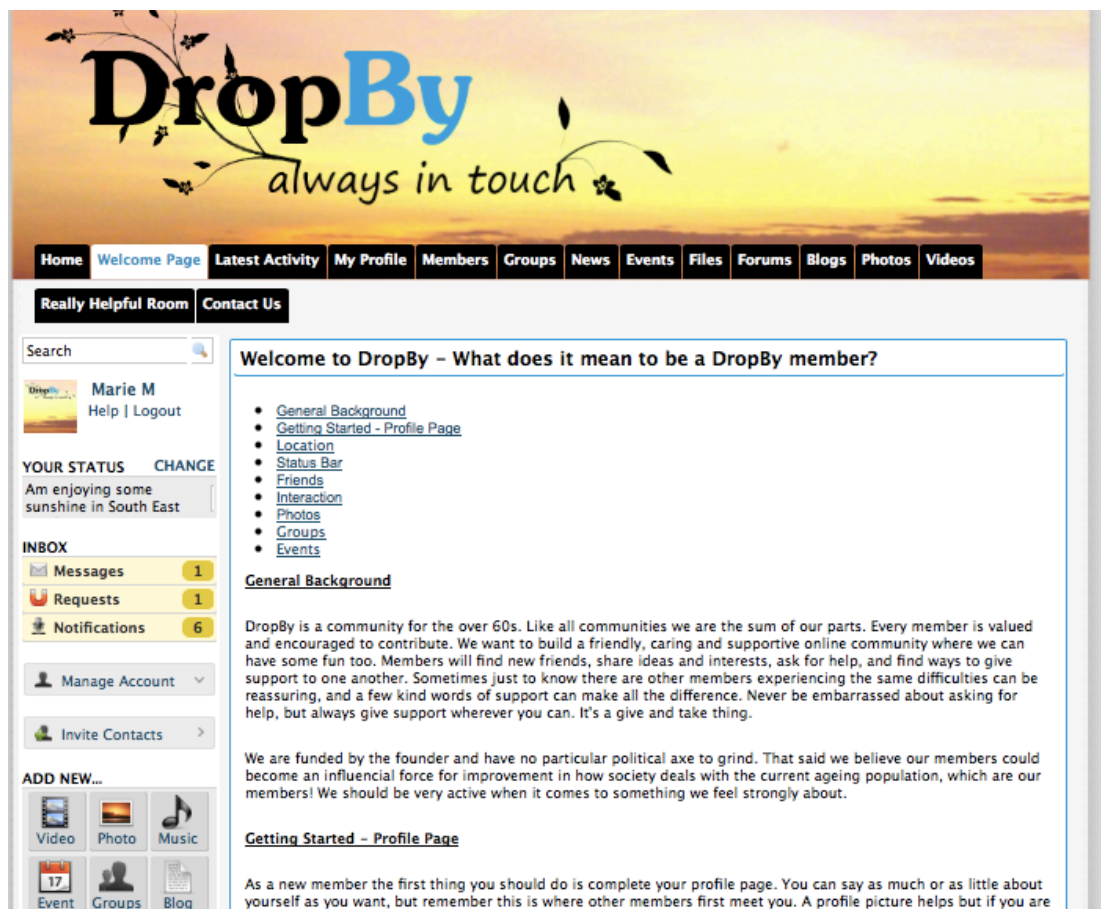 DropBy
always in touch
Home Welcome Page Latest Activity My Profile Members Groups News Events Files Forums Blogs Photos Videos
Really Helpful Room Contact Us
Search
Marie M
Help | Logout
YOUR STATUS CHANGE
Am enjoying some
sunshine in South East
INBOX
Messages 1
Requests 1
Notifications 6
Manage Account
Invite Contacts
ADD NEW...
Video Photo Music
17
Event Groups Blog
Welcome to DropBy – What does it mean to be a DropBy member?
General Background
Getting Started - Profile Page
Location
Status Bar
Friends
Interaction
Photos
Groups
Events
General Background
DropBy is a community for the over 60s. Like all communities we are the sum of our parts. Every member is valued
and encouraged to contribute. We want to build a friendly, caring and supportive online community where we can
have some fun too. Members will find new friends, share ideas and interests, ask for help, and find ways to give
support to one another. Sometimes just to know there are other members experiencing the same difficulties can be
reassuring, and a few kind words of support can make all the difference. Never be embarrassed about asking for
help, but always give support wherever you can. It's a give and take thing.
We are funded by the founder and have no particular political axe to grind. That said we believe our members could
become an influential force for improvement in how society deals with the current ageing population, which are our
members! We should be very active when it comes to something we feel strongly about.
Getting Started – Profile Page
As a new member the first thing you should do is complete your profile page. You can say as much or as little about
yourself as you want, but remember this is where other members first meet you. A profile picture helps but if you are